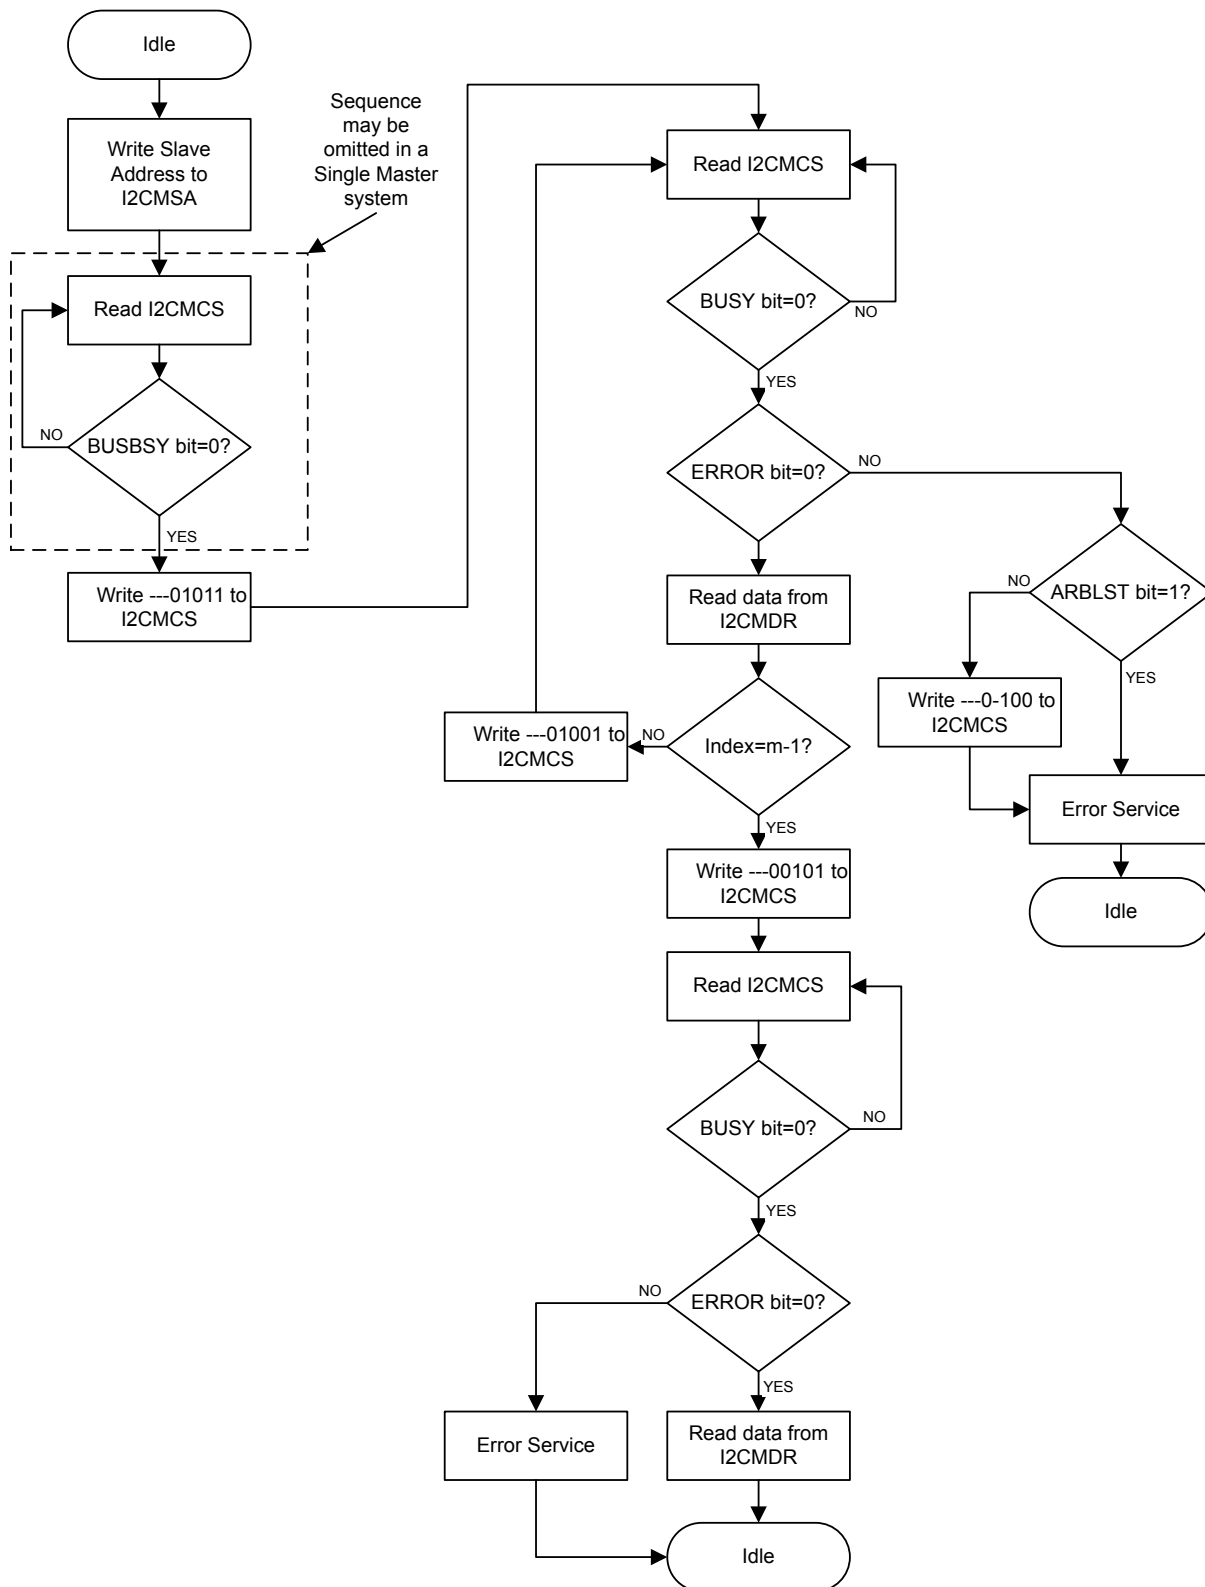 Idle
Write Slave
Address to
I2CMSA
Sequence
may be
omitted in a
Single Master
system
Read I2CMCS
BUSBSY bit=0?
NO
YES
Write ---01011 to
I2CMCS
Read I2CMCS
BUSY bit=0?
NO
YES
ERROR bit=0?
NO
ARBLST bit=1?
NO
YES
Write ---0-100 to
I2CMCS
Error Service
Idle
Read data from
I2CMDR
Index=m-1?
NO
Write ---01001 to
I2CMCS
YES
Write ---00101 to
I2CMCS
Read I2CMCS
BUSY bit=0?
NO
YES
ERROR bit=0?
NO
YES
Error Service
Read data from
I2CMDR
Idle